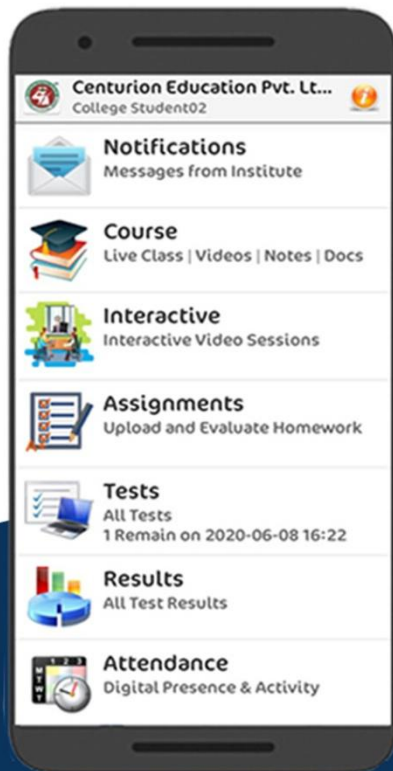 Centurion Education Pvt. Lt...
College Student02
Notifications
Messages from Institute
Course
Live Class | Videos | Notes | Docs
Interactive
Interactive Video Sessions
Assignments
Upload and Evaluate Homework
Tests
All Tests
1 Remain on 2020-06-08 16:22
Results
All Test Results
Attendance
Digital Presence & Activity